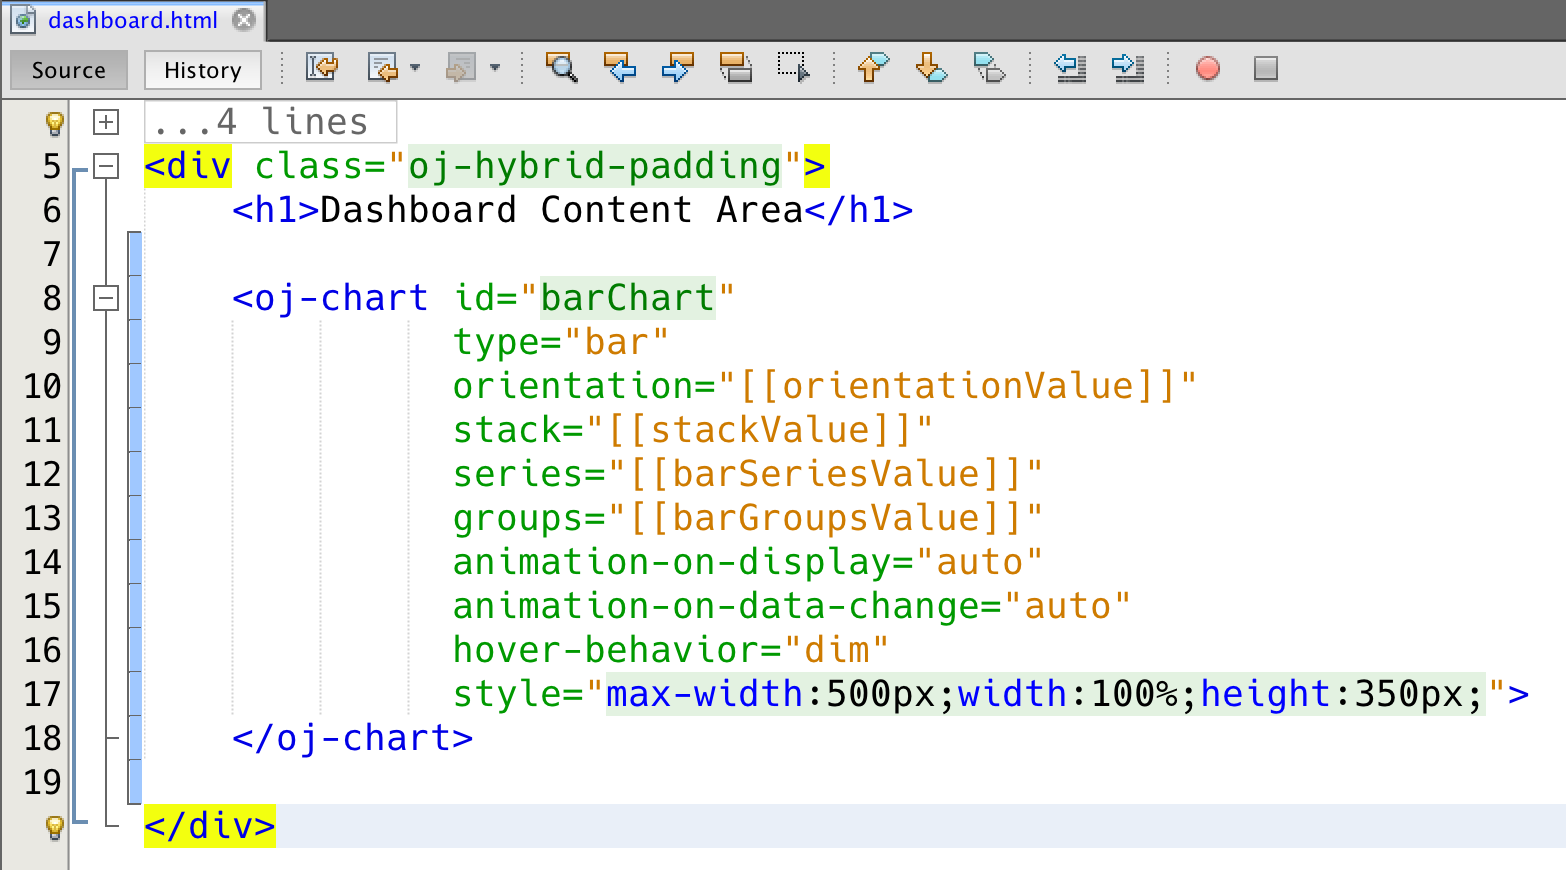 dashboard.html
Source History
...4 lines
5 <div class="oj-hybrid-padding">
6 <h1>Dashboard Content Area</h1>
7
8 <oj-chart id="barChart"
9 type="bar"
10 orientation="[[orientationValue]]"
11 stack="[[stackValue]]"
12 series="[[barSeriesValue]]"
13 groups="[[barGroupsValue]]"
14 animation-on-display="auto"
15 animation-on-data-change="auto"
16 hover-behavior="dim"
17 style="max-width:500px;width:100%;height:350px;">
18 </oj-chart>
19
</div>